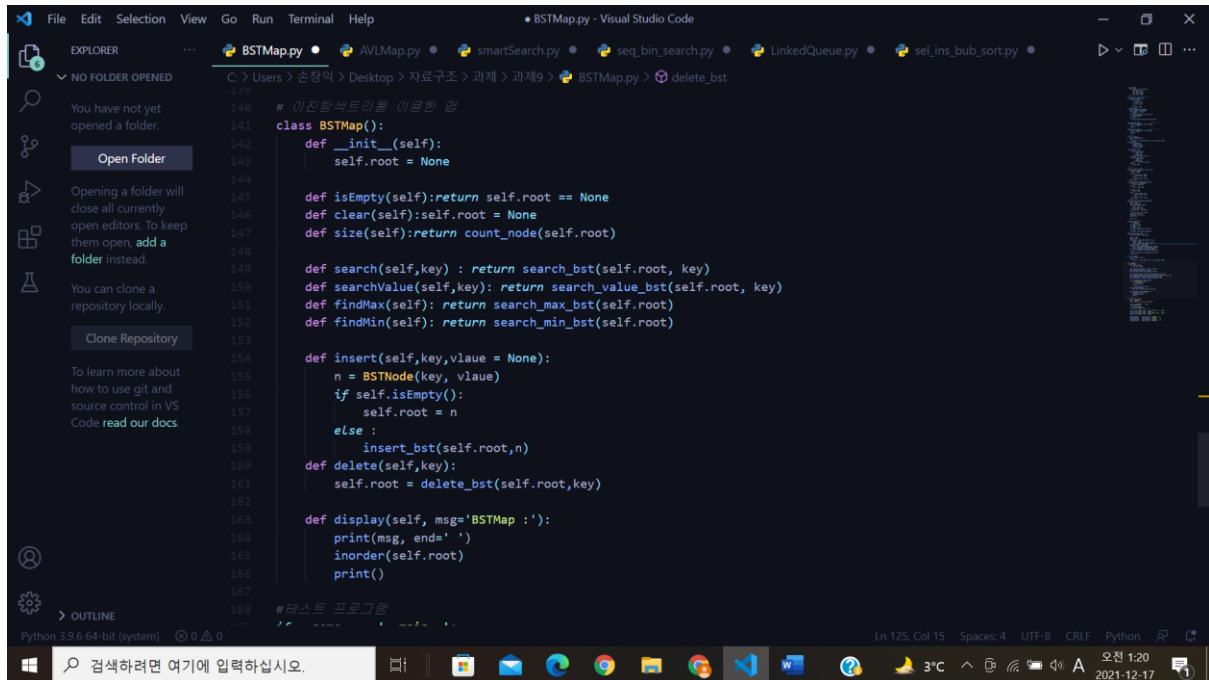 File Edit Selection View Go Run Terminal Help
● BSTMap.py - Visual Studio Code
EXPLORER
BSTMap.py ●
AVLMap.py ●
smartSearch.py ●
seq_bin_search.py ●
LinkedQueue.py ●
sel_ins_bub_sort.py ●
NO FOLDER OPENED
C: > Users > 손창익 > Desktop > 자료구조 > 과제 > 과제9 > BSTMap.py > delete_bst
You have not yet
opened a folder.
Open Folder
Opening a folder will
close all currently
open editors. To keep
them open, add a
folder instead.
You can clone a
repository locally.
Clone Repository
To learn more about
how to use git and
source control in VS
Code read our docs.
OUTLINE
6
139
140 # 이진탐색트리를 이용한 맵
141 class BSTMap():
142 def __init__(self):
143 self.root = None
144
145 def isEmpty(self):return self.root == None
146 def clear(self):self.root = None
147 def size(self):return count_node(self.root)
148
149 def search(self,key) : return search_bst(self.root, key)
150 def searchValue(self,key): return search_value_bst(self.root, key)
151 def findMax(self): return search_max_bst(self.root)
152 def findMin(self): return search_min_bst(self.root)
153
154 def insert(self,key,vlaue = None):
155 n = BSTNode(key, vlaue)
156 if self.isEmpty():
157 self.root = n
158 else :
159 insert_bst(self.root,n)
160 def delete(self,key):
161 self.root = delete_bst(self.root,key)
162
163 def display(self, msg='BSTMap :'):
164 print(msg, end=' ')
165 inorder(self.root)
166 print()
167
168 #테스트 프로그램
Python 3.9.6 64-bit (system) 0 0
Ln 125, Col 15 Spaces: 4 UTF-8 CRLF Python
검색하려면 여기에 입력하십시오.
3°C
A
오전 1:20
2021-12-17
1